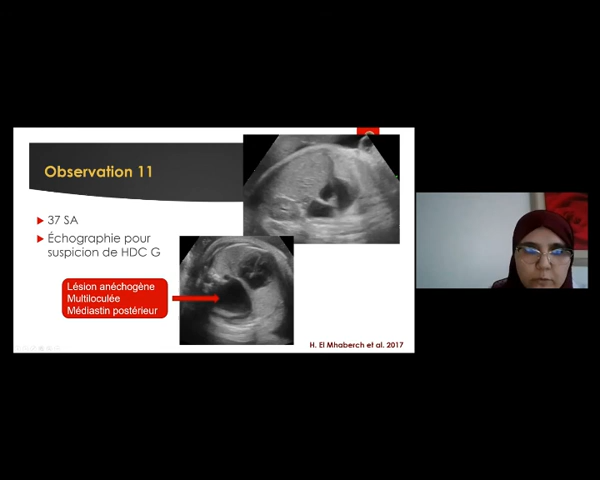 Observation 11
37 SA
Échographie pour
suspicion de HDC G
Lésion anéchogène
Multiloculée
Médiastin postérieur
H. El Mhaberch et al. 2017